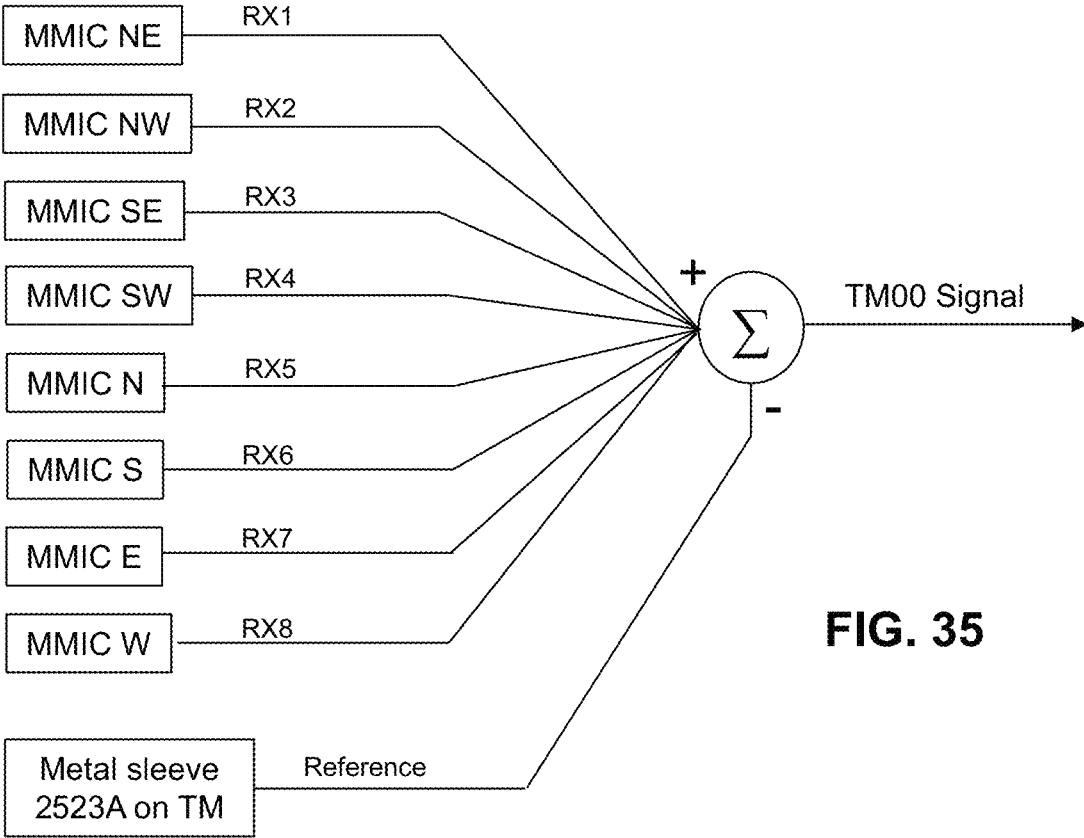 MMIC NE
RX1
MMIC NW
RX2
MMIC SE
RX3
MMIC SW
RX4
MMIC N
RX5
MMIC S
RX6
MMIC E
RX7
MMIC W
RX8
Metal sleeve
2523A on TM
Reference
+
Σ
-
TM00 Signal
FIG. 35